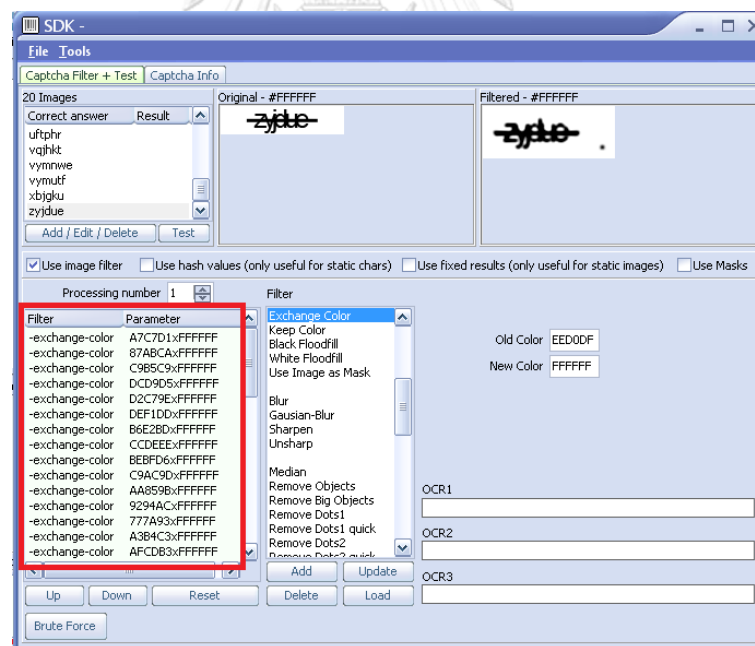 SDK -
File Tools
Captcha Filter + Test Captcha Info
20 Images
Correct answer Result
uftphr
vqjhkt
vymnwe
vymutf
xbjgku
zyjdue
Add / Edit / Delete Test
Original - #FFFFFF
zyjdue
Filtered - #FFFFFF
zyjdue
Use image filter Use hash values (only useful for static chars) Use fixed results (only useful for static images) Use Masks
Processing number 1
Filter Parameter
-exchange-color A7C7D1xFFFFFF
-exchange-color 87ABCAxFFFFFF
-exchange-color C9B5C9xFFFFFF
-exchange-color DCD9D5xFFFFFF
-exchange-color D2C79ExFFFFFF
-exchange-color DEF1DDxFFFFFF
-exchange-color B6E2BDxFFFFFF
-exchange-color CCDEEExFFFFFF
-exchange-color BEBFD6xFFFFFF
-exchange-color C9AC9DxFFFFFF
-exchange-color AA859BxFFFFFF
-exchange-color 9294ACxFFFFFF
-exchange-color 777A93xFFFFFF
-exchange-color A3B4C3xFFFFFF
-exchange-color AFCDB3xFFFFFF
Up Down Reset
Brute Force
Filter
Exchange Color
Keep Color
Black Floodfill
White Floodfill
Use Image as Mask
Blur
Gausian-Blur
Sharpen
Unsharp
Median
Remove Objects
Remove Big Objects
Remove Dots1
Remove Dots1 quick
Remove Dots2
Remove Dots2 quick
Add Update
Delete Load
Old Color EED0DF
New Color FFFFFF
OCR1
OCR2
OCR3